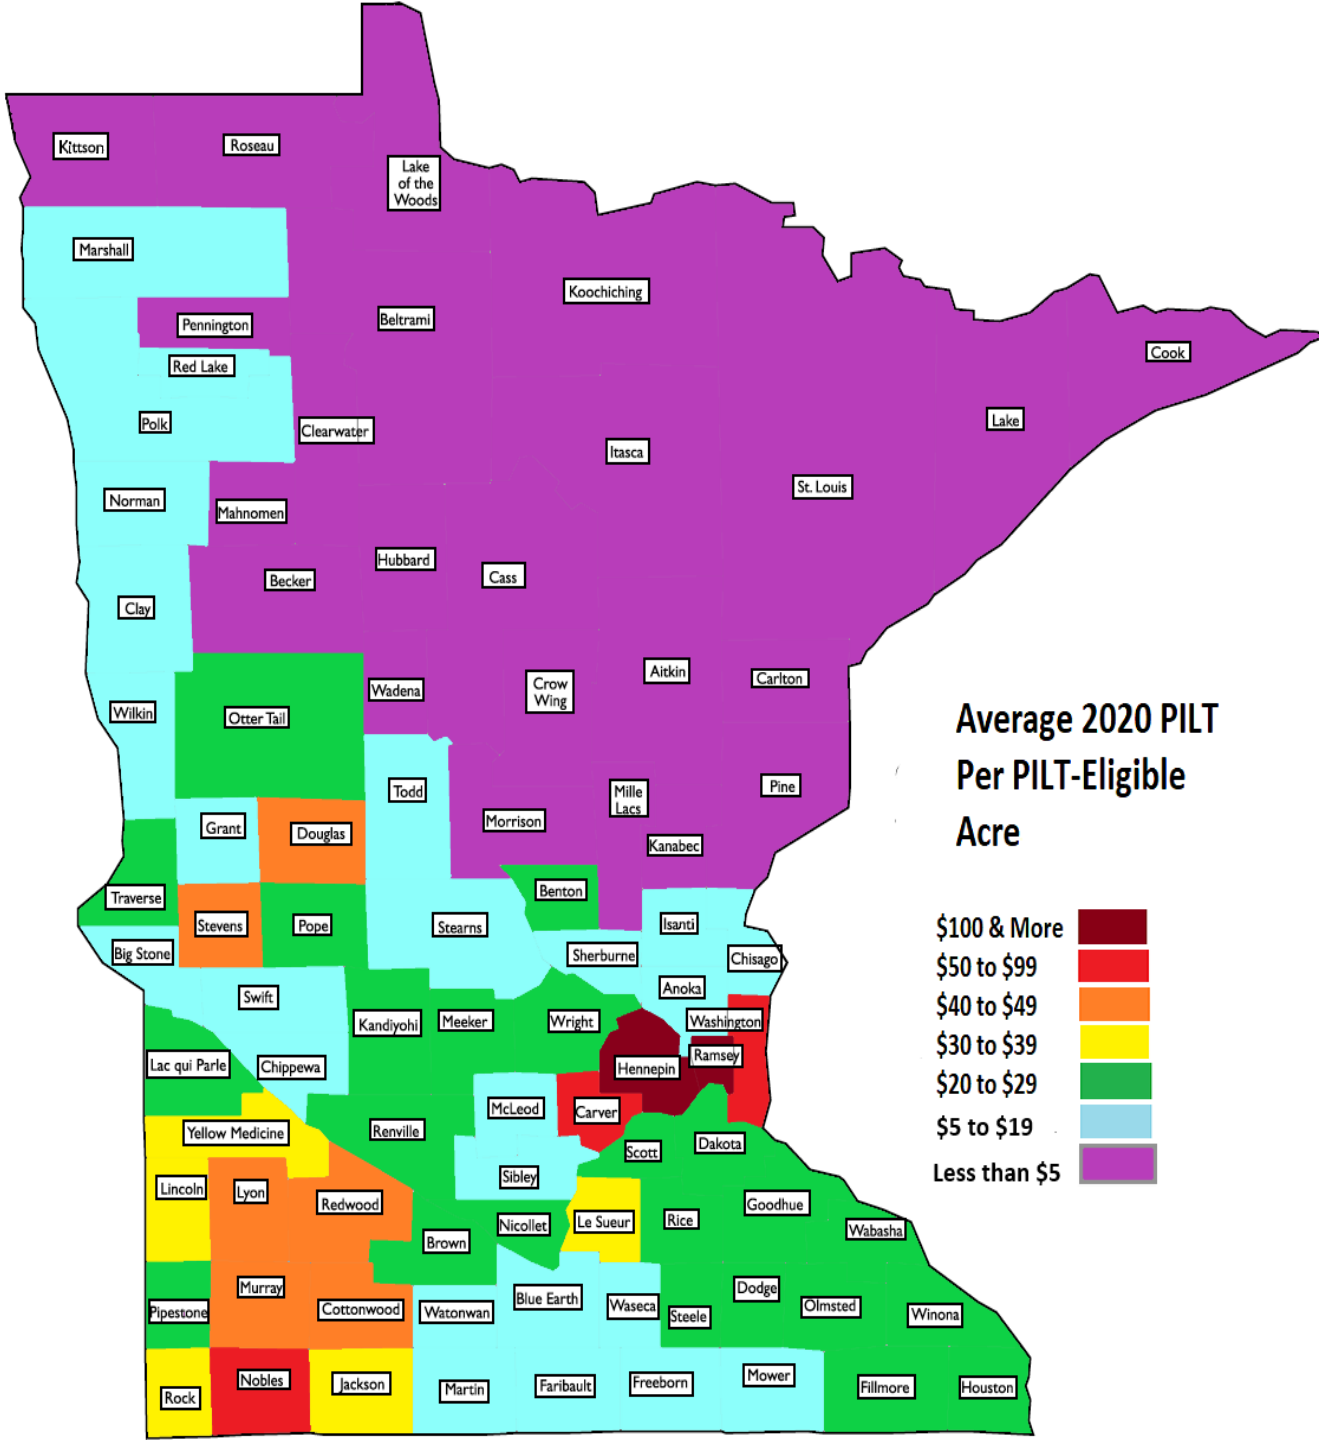 Kittson
Roseau
Lake
of the
Woods
Marshall
Koochiching
Pennington
Beltrami
Cook
Red Lake
Lake
Polk
Clearwater
Itasca
St. Louis
Norman
Mahnomen
Hubbard
Cass
Becker
Clay
Aitkin
Carlton
Wadena
Crow
Wing
Wilkin
Otter Tail
Average 2020 PILT
Per PILT-Eligible
Acre
Todd
Mille
Lacs
Pine
Grant
Douglas
Morrison
Kanabec
Traverse
Benton
Stevens
Pope
Stearns
Isanti
Big Stone
Sherburne
Chisago
$100 & More
$50 to $99
$40 to $49
$30 to $39
$20 to $29
$5 to $19
Less than $5
Swift
Anoka
Kandiyohi
Meeker
Wright
Washington
Lac qui Parle
Chippewa
Hennepin
Ramsey
McLeod
Carver
Yellow Medicine
Renville
Scott
Dakota
Lincoln
Lyon
Redwood
Sibley
Nicollet
Le Sueur
Rice
Goodhue
Wabasha
Brown
Murray
Pipestone
Cottonwood
Watonwan
Blue Earth
Waseca
Steele
Dodge
Olmsted
Winona
Rock
Nobles
Jackson
Martin
Faribault
Freeborn
Mower
Fillmore
Houston